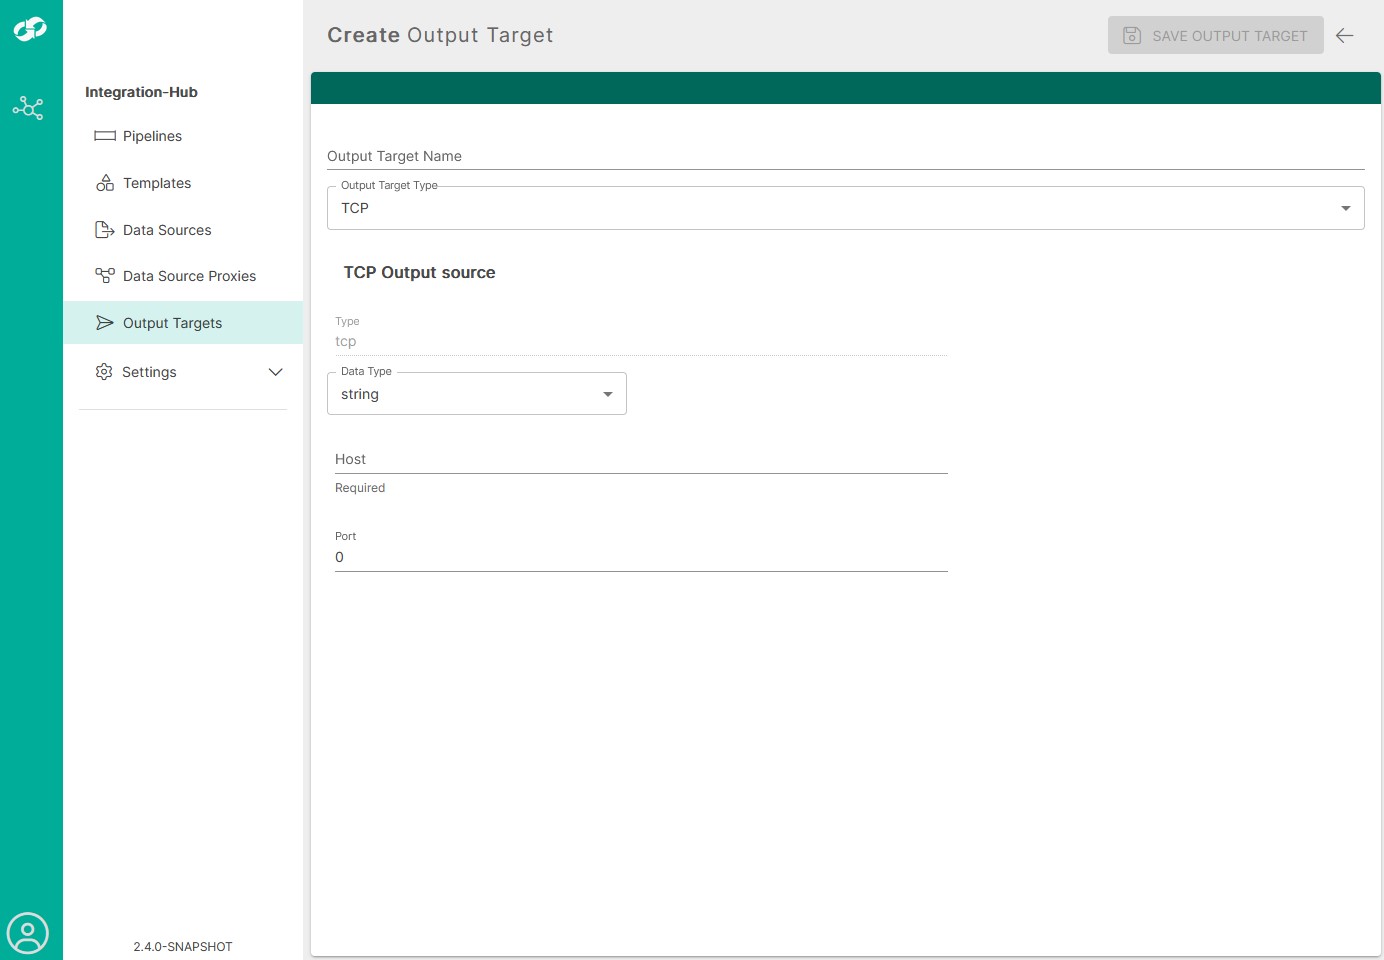 Create Output Target
SAVE OUTPUT TARGET
Integration-Hub
Pipelines
Templates
Data Sources
Data Source Proxies
Output Targets
Settings
2.4.0-SNAPSHOT
Output Target Name
Output Target Type
TCP
TCP Output source
Type
tcp
Data Type
string
Host
Required
Port
0